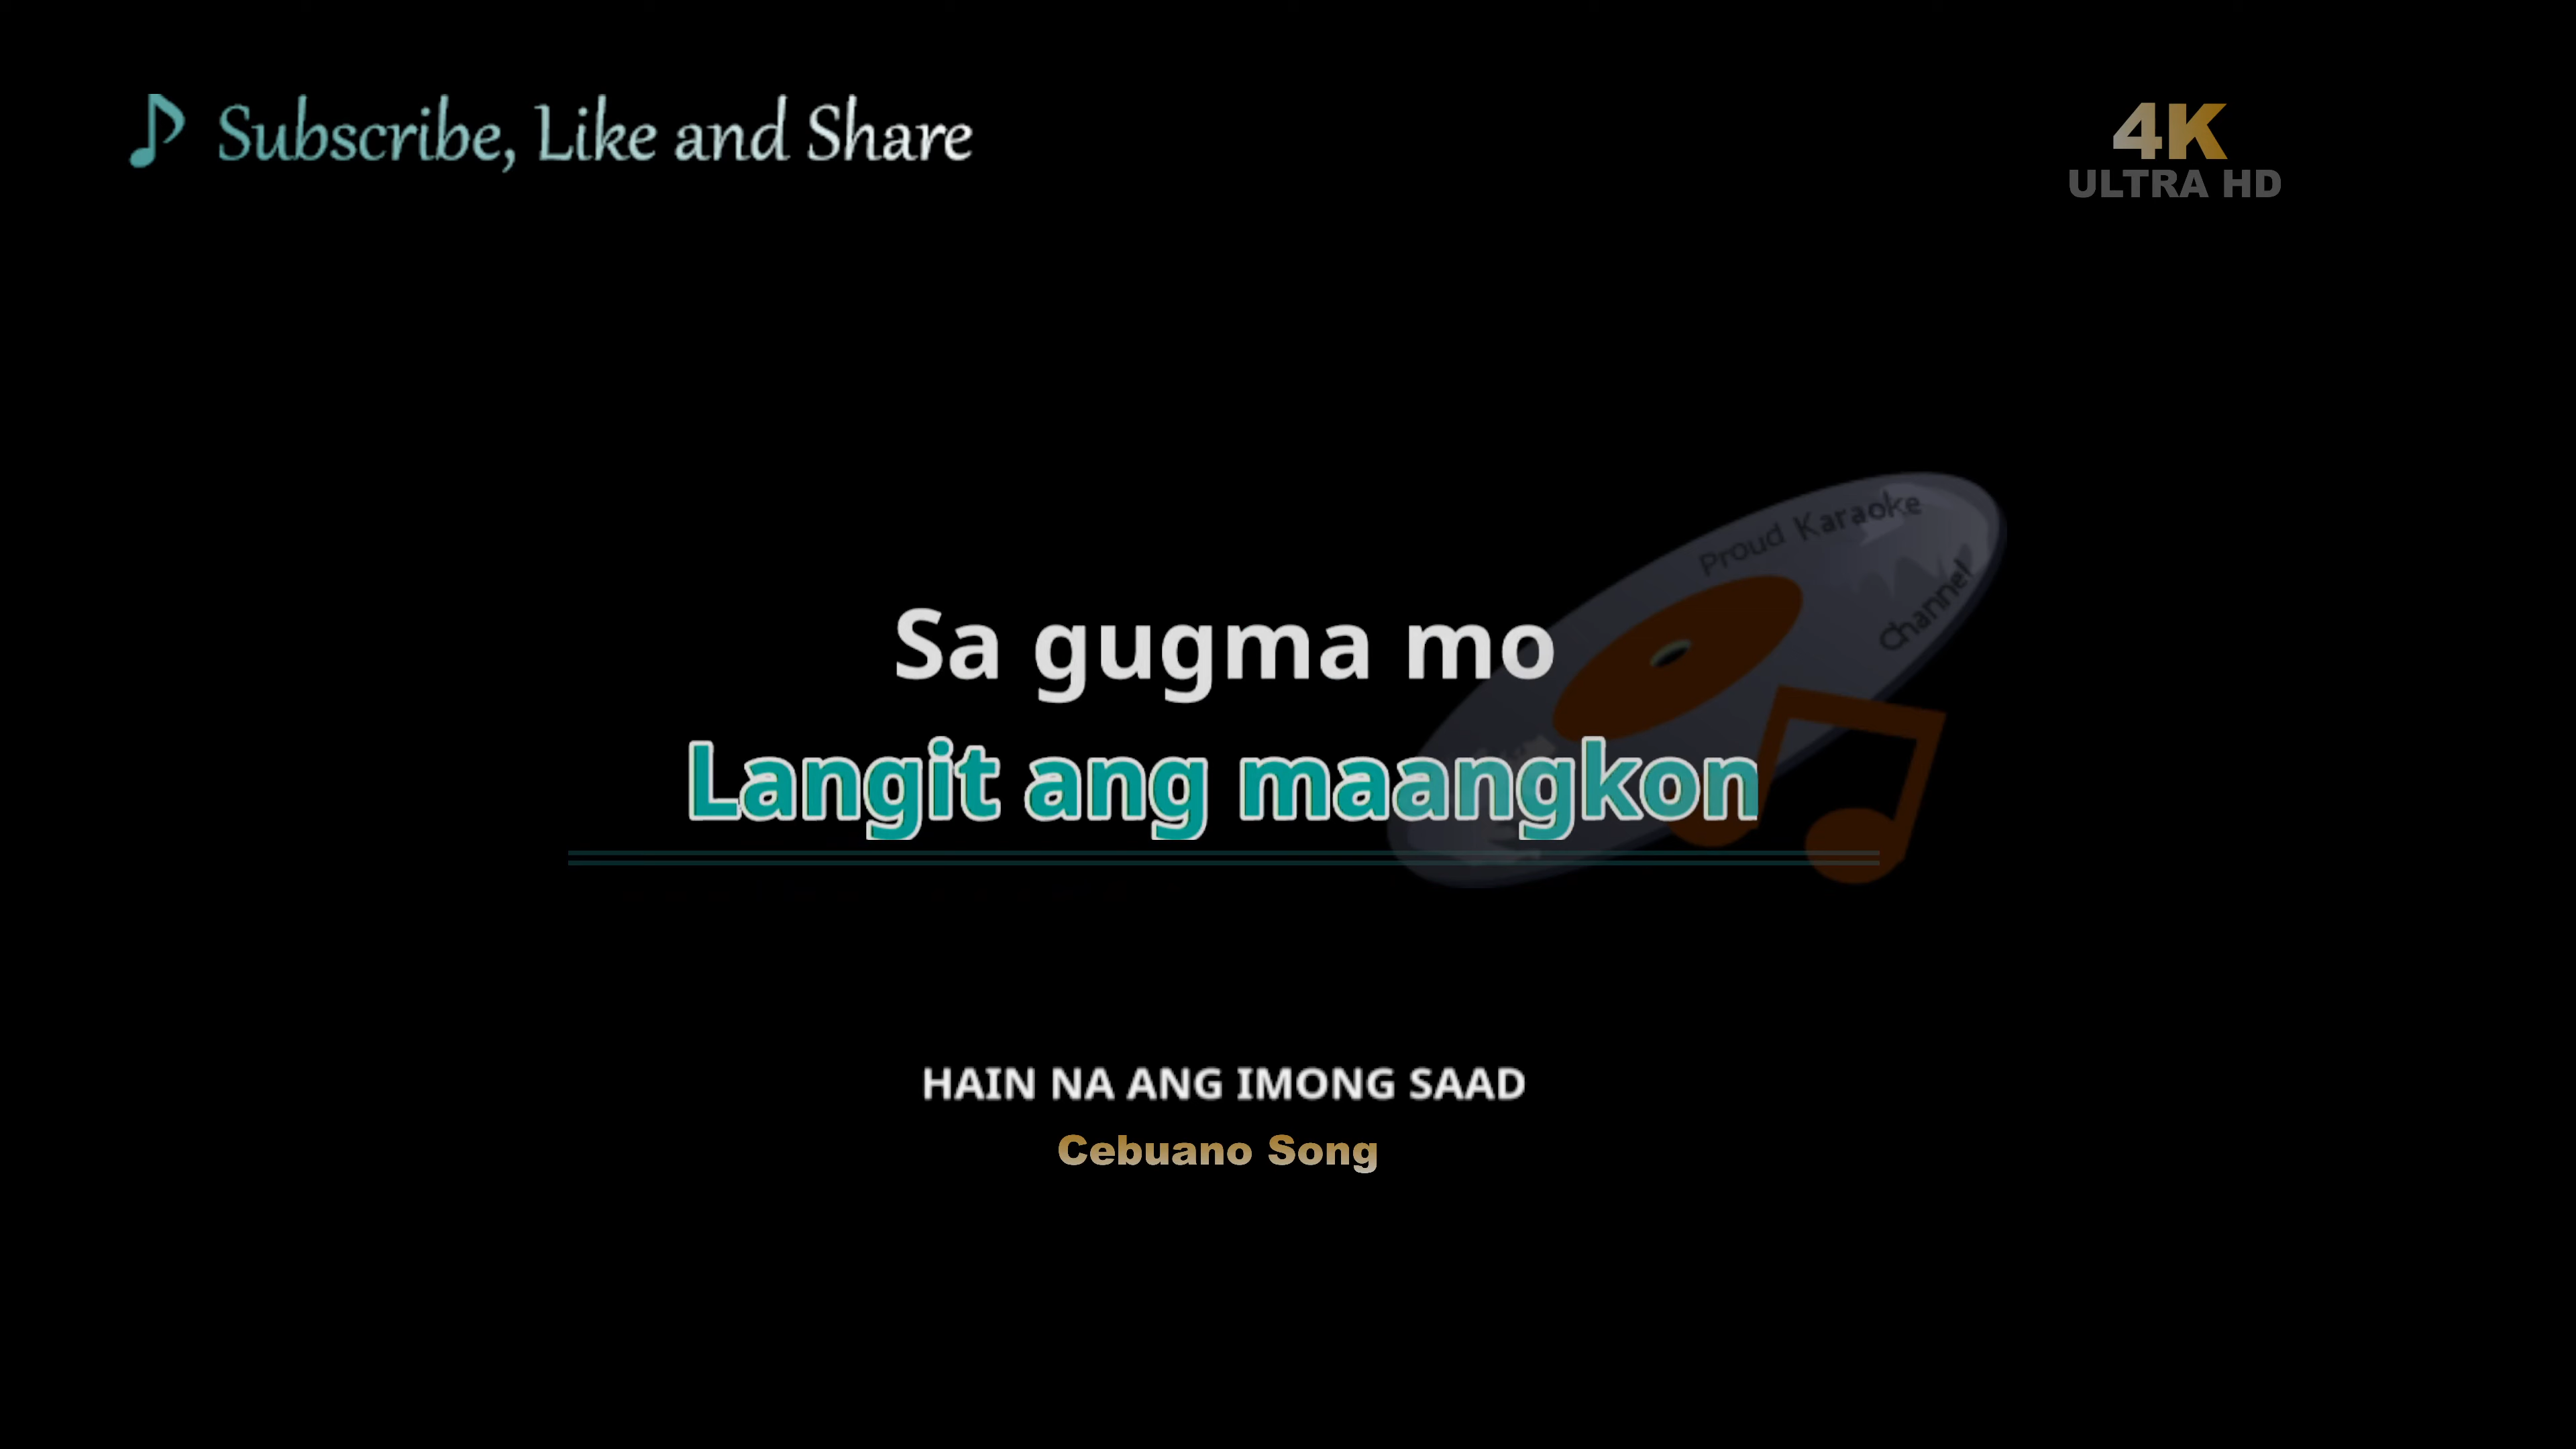 Subscribe, Like and Share
4K
ULTRA HD
Proud Karaoke
Channel
Sa gugma mo
Langit ang maangkon
HAIN NA ANG IMONG SAAD
Cebuano Song